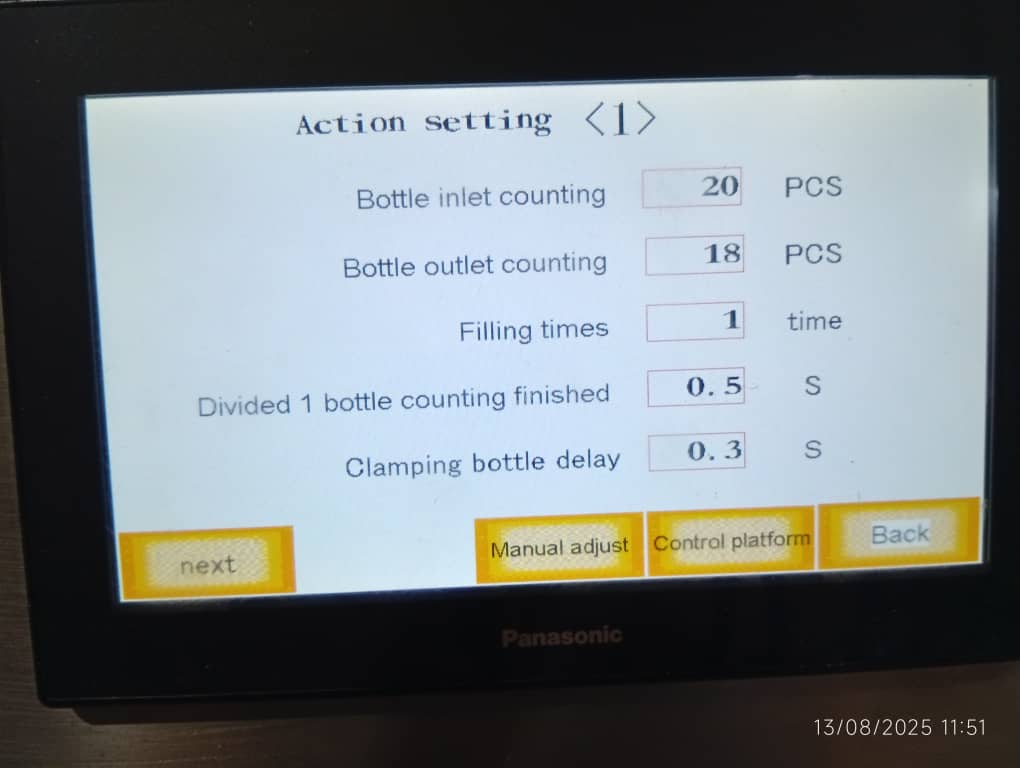 Action setting <1>
Bottle inlet counting 20 PCS
Bottle outlet counting 18 PCS
Filling times 1 time
Divided 1 bottle counting finished 0.5 S
Clamping bottle delay 0.3 S
next Manual adjust Control platform Back
Panasonic
13/08/2025 11:51